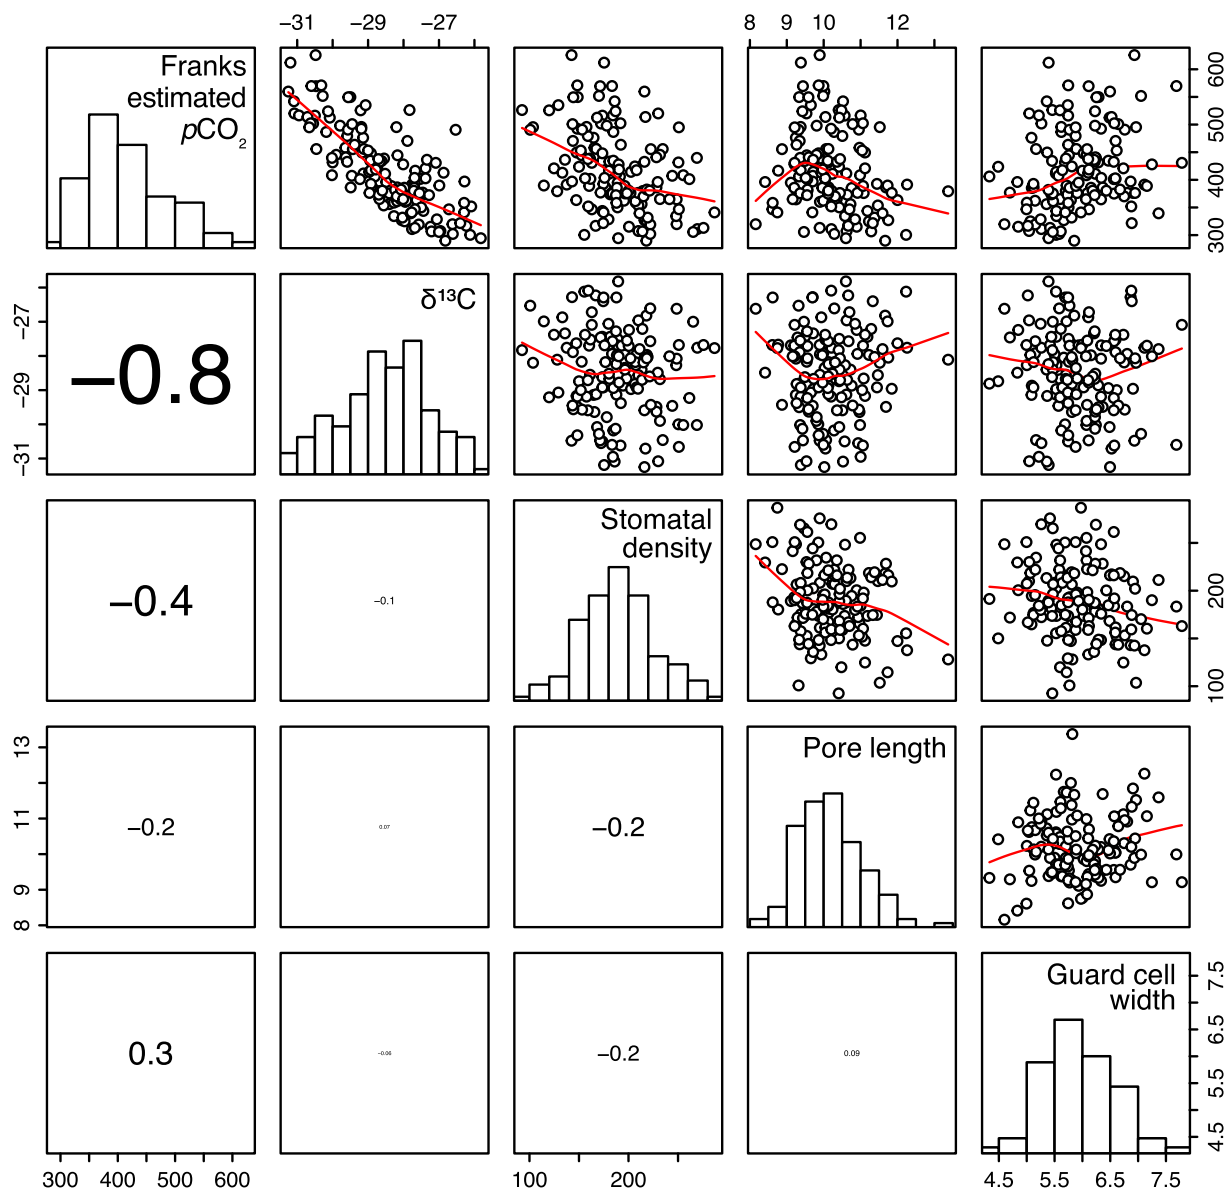 −31 −29 −27 8 9 10 12
Franks
estimated
pCO2
300 400 500 600
δ13C
−31 −29 −27
−0.8
Stomatal
density
−0.4
−0.1
100 200
Pore length
8 9 11 13
−0.2
0.07
−0.2
Guard cell
width
0.3
−0.06
−0.2
0.09
4.5 5.5 6.5 7.5
300 400 500 600 100 200 4.5 5.5 6.5 7.5